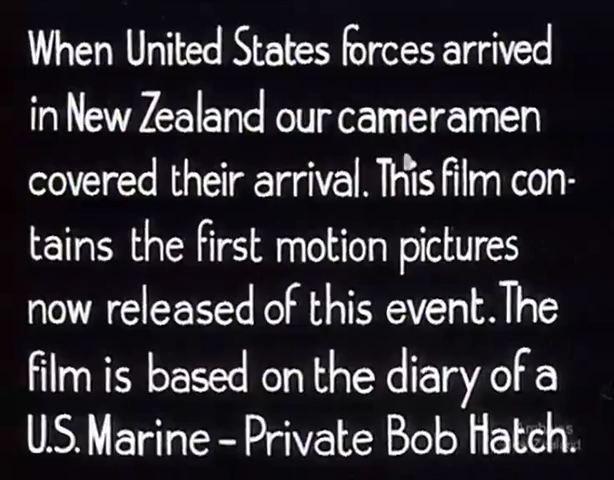 When United States forces arrived
in New Zealand our cameramen
covered their arrival. This film con-
tains the first motion pictures
now released of this event. The
film is based on the diary of a
U.S. Marine – Private Bob Hatch.